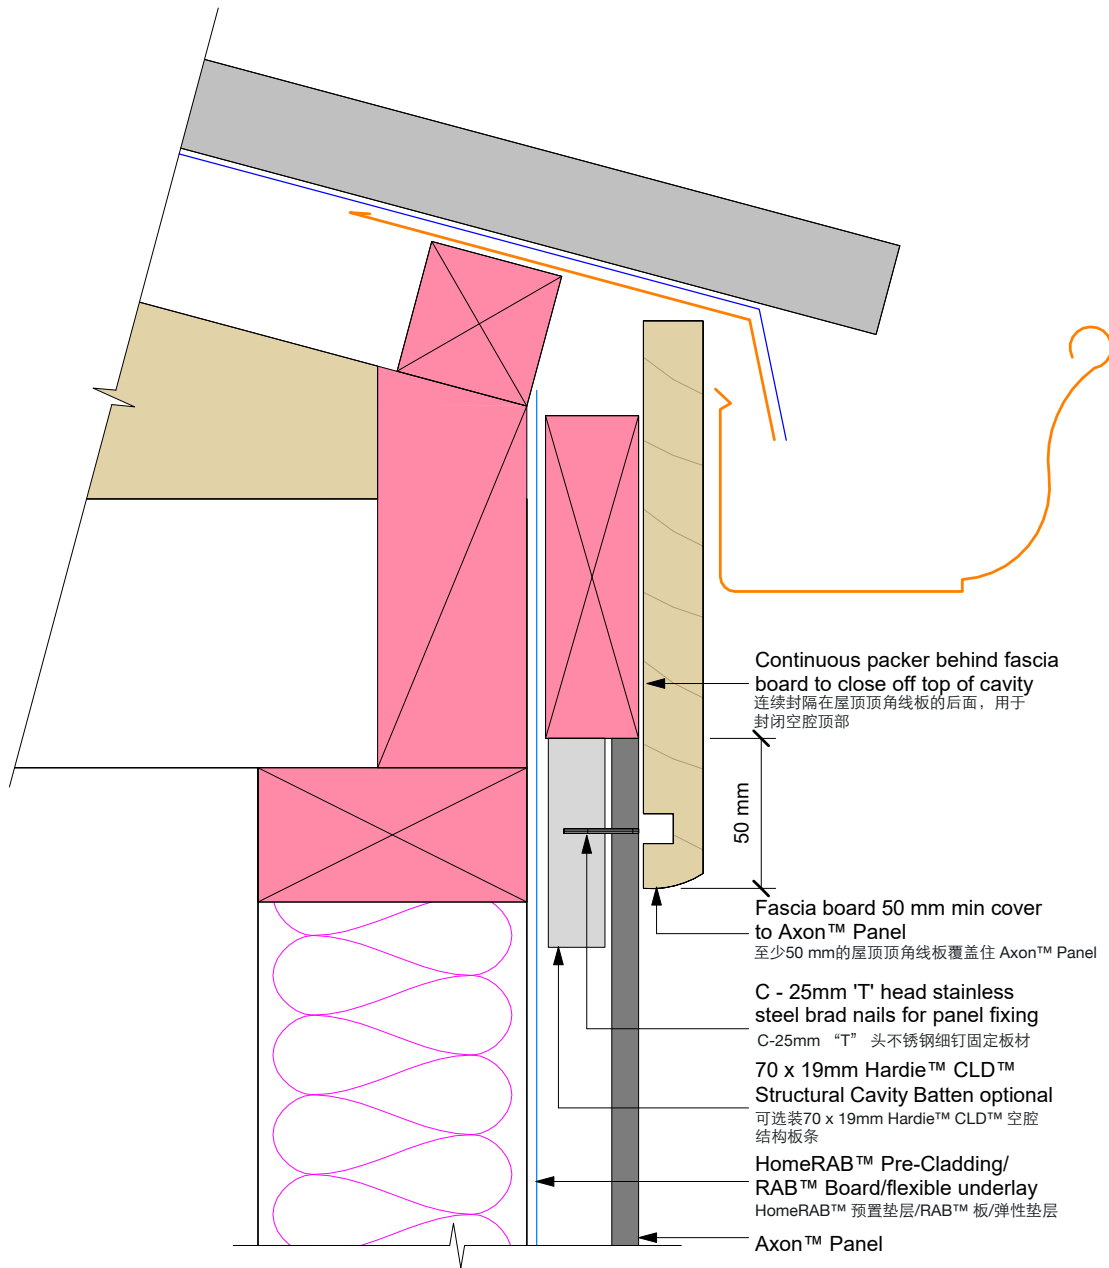 Continuous packer behind fascia
board to close off top of cavity
连续封隔在屋顶顶角线板的后面，用于
封闭空腔顶部
50 mm
Fascia board 50 mm min cover
to Axon™ Panel
至少50 mm的屋顶顶角线板覆盖住 Axon™ Panel
C - 25mm 'T' head stainless
steel brad nails for panel fixing
C-25mm “T” 头不锈钢细钉固定板材
70 x 19mm Hardie™ CLD™
Structural Cavity Batten optional
可选装70 x 19mm Hardie™ CLD™ 空腔
结构板条
HomeRAB™ Pre-Cladding/
RAB™ Board/flexible underlay
HomeRAB™ 预置垫层/RAB™ 板/弹性垫层
Axon™ Panel